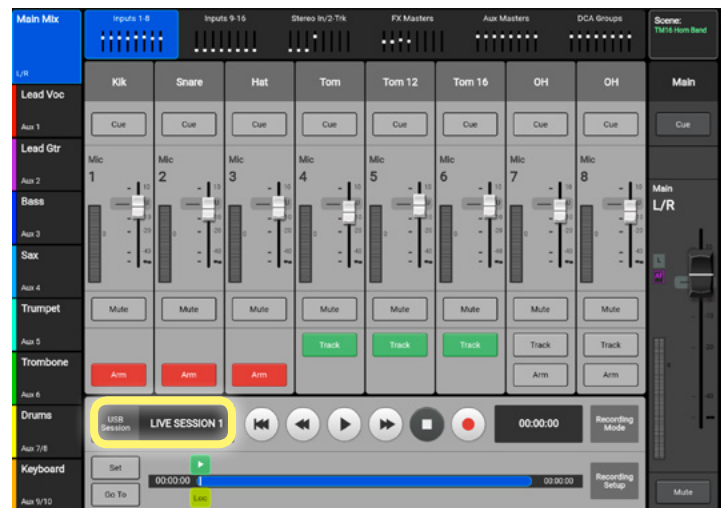 Main Mix
L/R
Inputs 1-8
Inputs 9-16
Stereo In/2-Trk
FX Masters
Aux Masters
DCA Groups
Scene:
TM16 Horn Band
Kik
Snare
Hat
Tom
Tom 12
Tom 16
OH
OH
Main
Lead Voc
Aux 1
Lead Gtr
Aux 2
Bass
Aux 3
Sax
Aux 4
Trumpet
Aux 5
Trombone
Aux 6
Drums
Aux 7/8
Keyboard
Aux 9/10
Cue
Cue
Cue
Cue
Cue
Cue
Cue
Cue
Cue
Mic
1
Mic
2
Mic
3
Mic
4
Mic
5
Mic
6
Mic
7
Mic
8
Main
L/R
L
Mute
Mute
Mute
Mute
Mute
Mute
Mute
Mute
Track
Track
Track
Track
Track
Arm
Arm
Arm
Arm
Arm
USB
Session
LIVE SESSION 1
00:00:00
Recording
Mode
Set
Go To
00:00:00
Loc
00:00:00
Recording
Setup
Mute